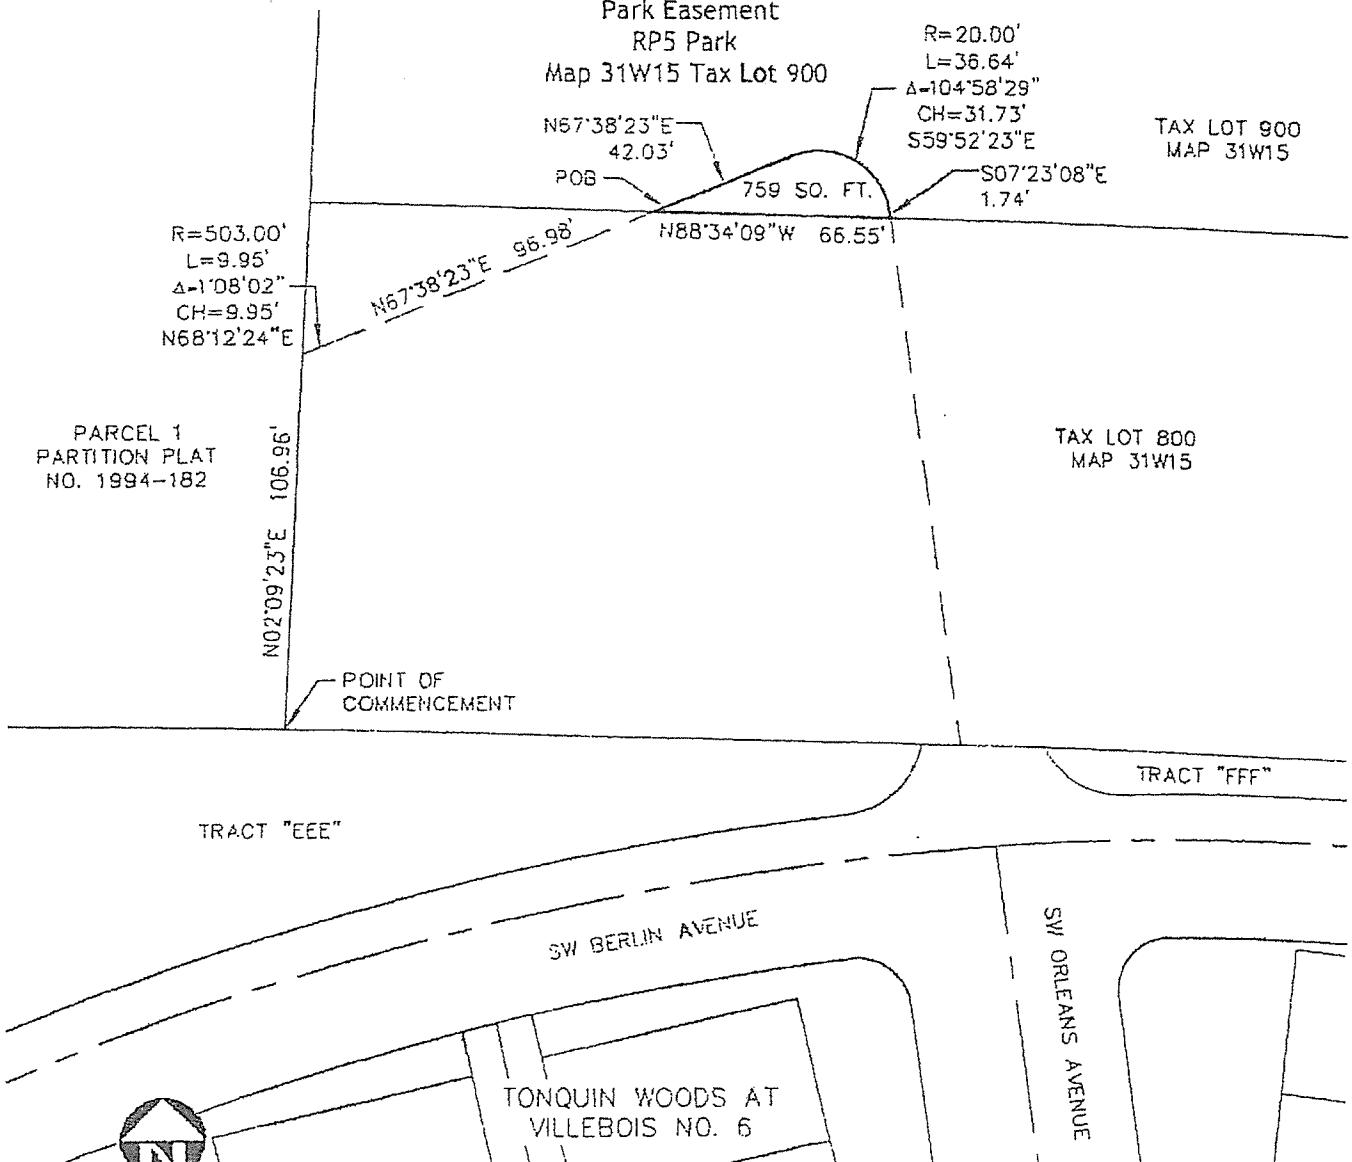 Park Easement
RP5 Park
Map 31W15 Tax Lot 900
R=20.00'
L=36.64'
Δ=104°58'29"
CH=31.73'
S59°52'23"E
N67°38'23"E
42.03'
POB
759 SQ. FT.
S07°23'08"E
1.74'
TAX LOT 900
MAP 31W15
N88°34'09"W 66.55'
R=503.00'
L=9.95'
Δ=1°08'02"
CH=9.95'
N68°12'24"E
N67°38'23"E 96.98'
PARCEL 1
PARTITION PLAT
NO. 1994-182
N02°09'23"E 106.96'
TAX LOT 800
MAP 31W15
POINT OF
COMMENCEMENT
TRACT "EEE"
TRACT "FFF"
SW BERLIN AVENUE
SW ORLEANS AVENUE
TONQUIN WOODS AT
VILLEBOIS NO. 6
N